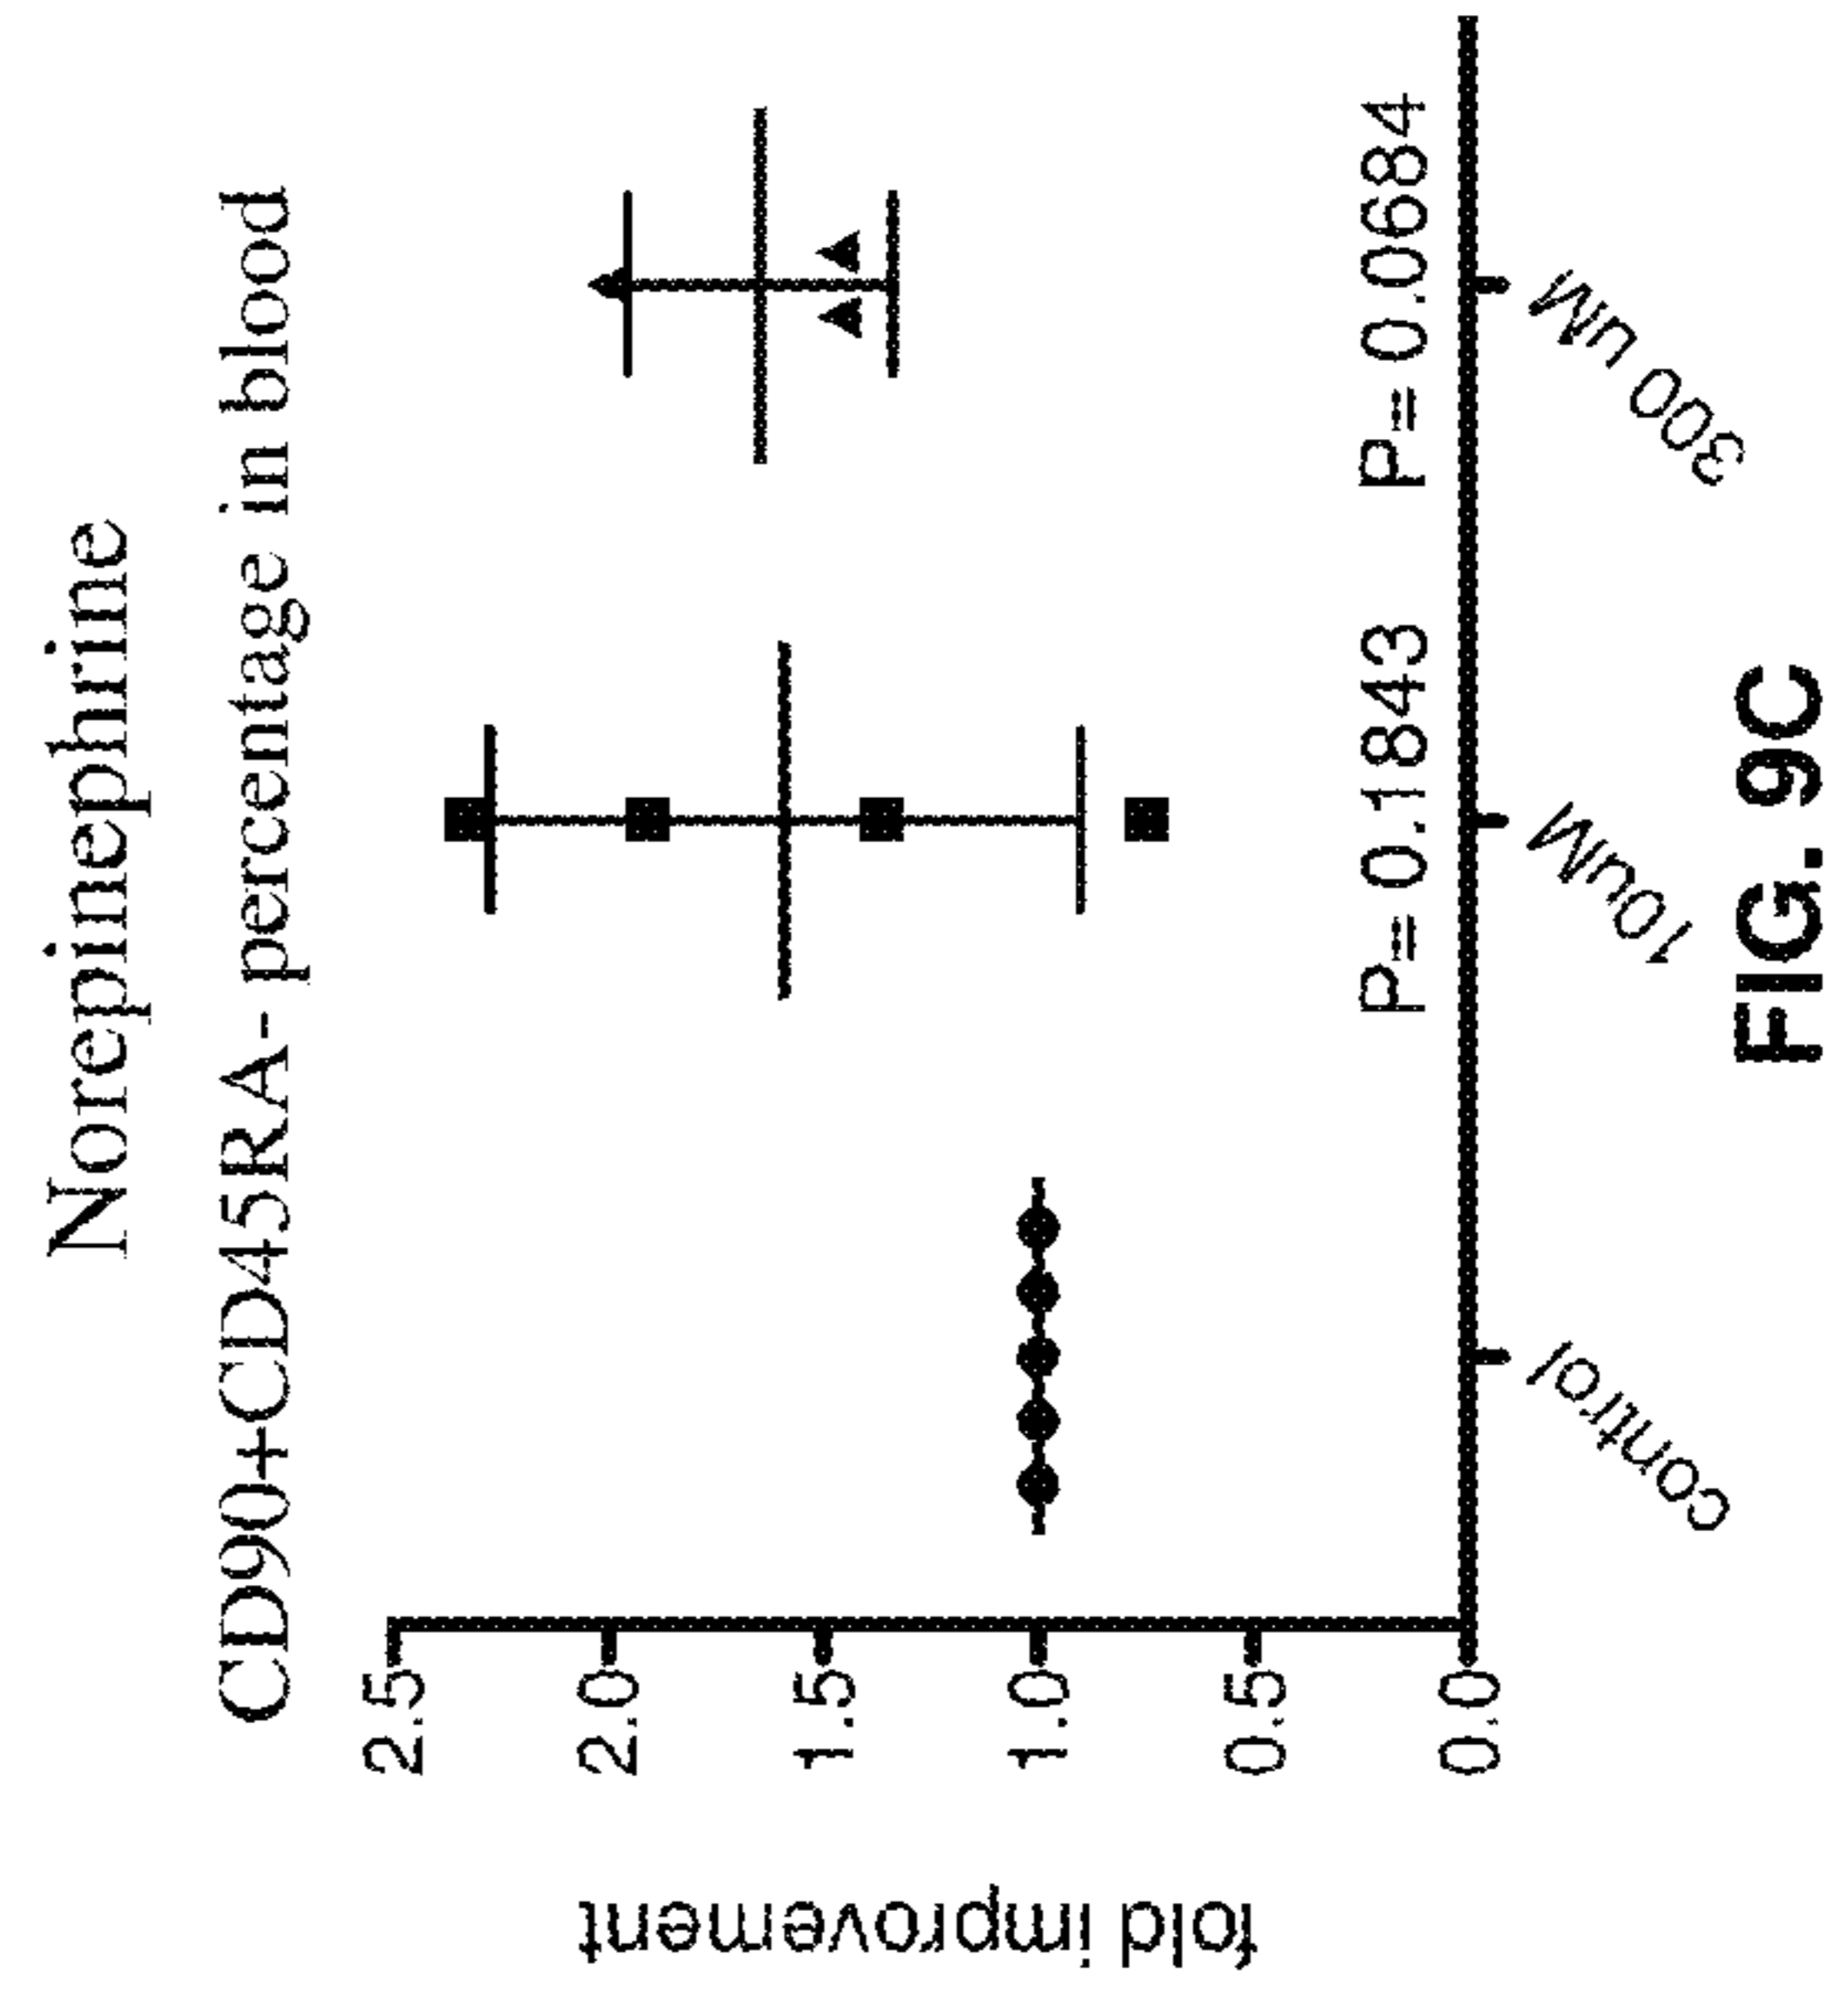 Norepinephrine
CD90+CD45RA- percentage in blood
fold improvement
2.5
2.0
1.5
1.0
0.5
0.0
P= 0.1843
P= 0.0684
control
10uM
300 uM
FIG. 9C